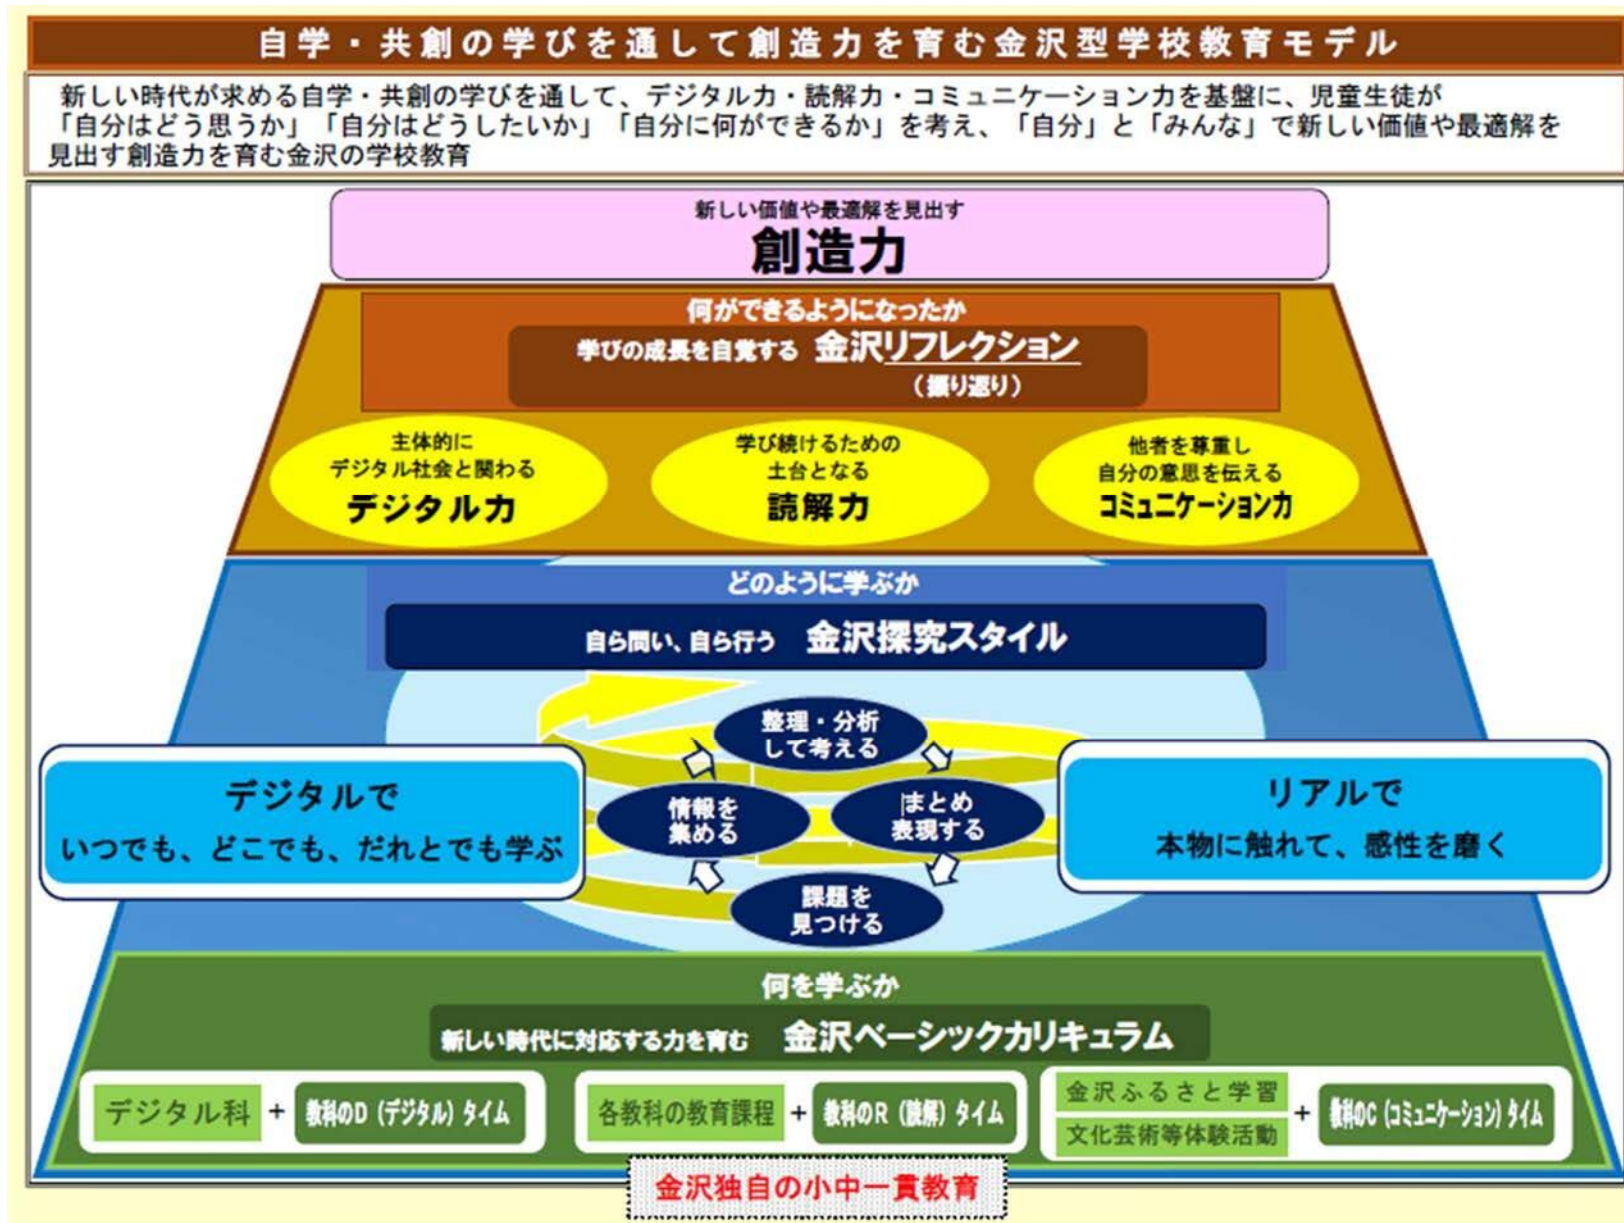 自学・共創の学びを通して創造力を育む金沢型学校教育モデル
新しい時代が求める自学・共創の学びを通して、デジタル力・読解力・コミュニケーション力を基盤に、児童生徒が
「自分はどう思うか」「自分はどうしたいか」「自分に何ができるか」を考え、「自分」と「みんな」で新しい価値や最適解を
見出す創造力を育む金沢の学校教育
新しい価値や最適解を見出す
創造力
何ができるようになったか
学びの成長を自覚する 金沢リフレクション
（振り返り）
主体的に
デジタル社会と関わる
デジタル力
学び続けるための
土台となる
読解力
他者を尊重し
自分の意思を伝える
コミュニケーション力
どのように学ぶか
自ら問い、自ら行う 金沢探究スタイル
整理・分析
して考える
情報を
集める
まとめ
表現する
課題を
見つける
デジタルで
いつでも、どこでも、だれとでも学ぶ
リアルで
本物に触れて、感性を磨く
何を学ぶか
新しい時代に対応する力を育む 金沢ベーシックカリキュラム
デジタル科 + 教科のD（デジタル）タイム
各教科の教育課程 + 教科のR（読解）タイム
金沢ふるさと学習
文化芸術等体験活動
+ 教科のC（コミュニケーション）タイム
金沢独自の小中一貫教育